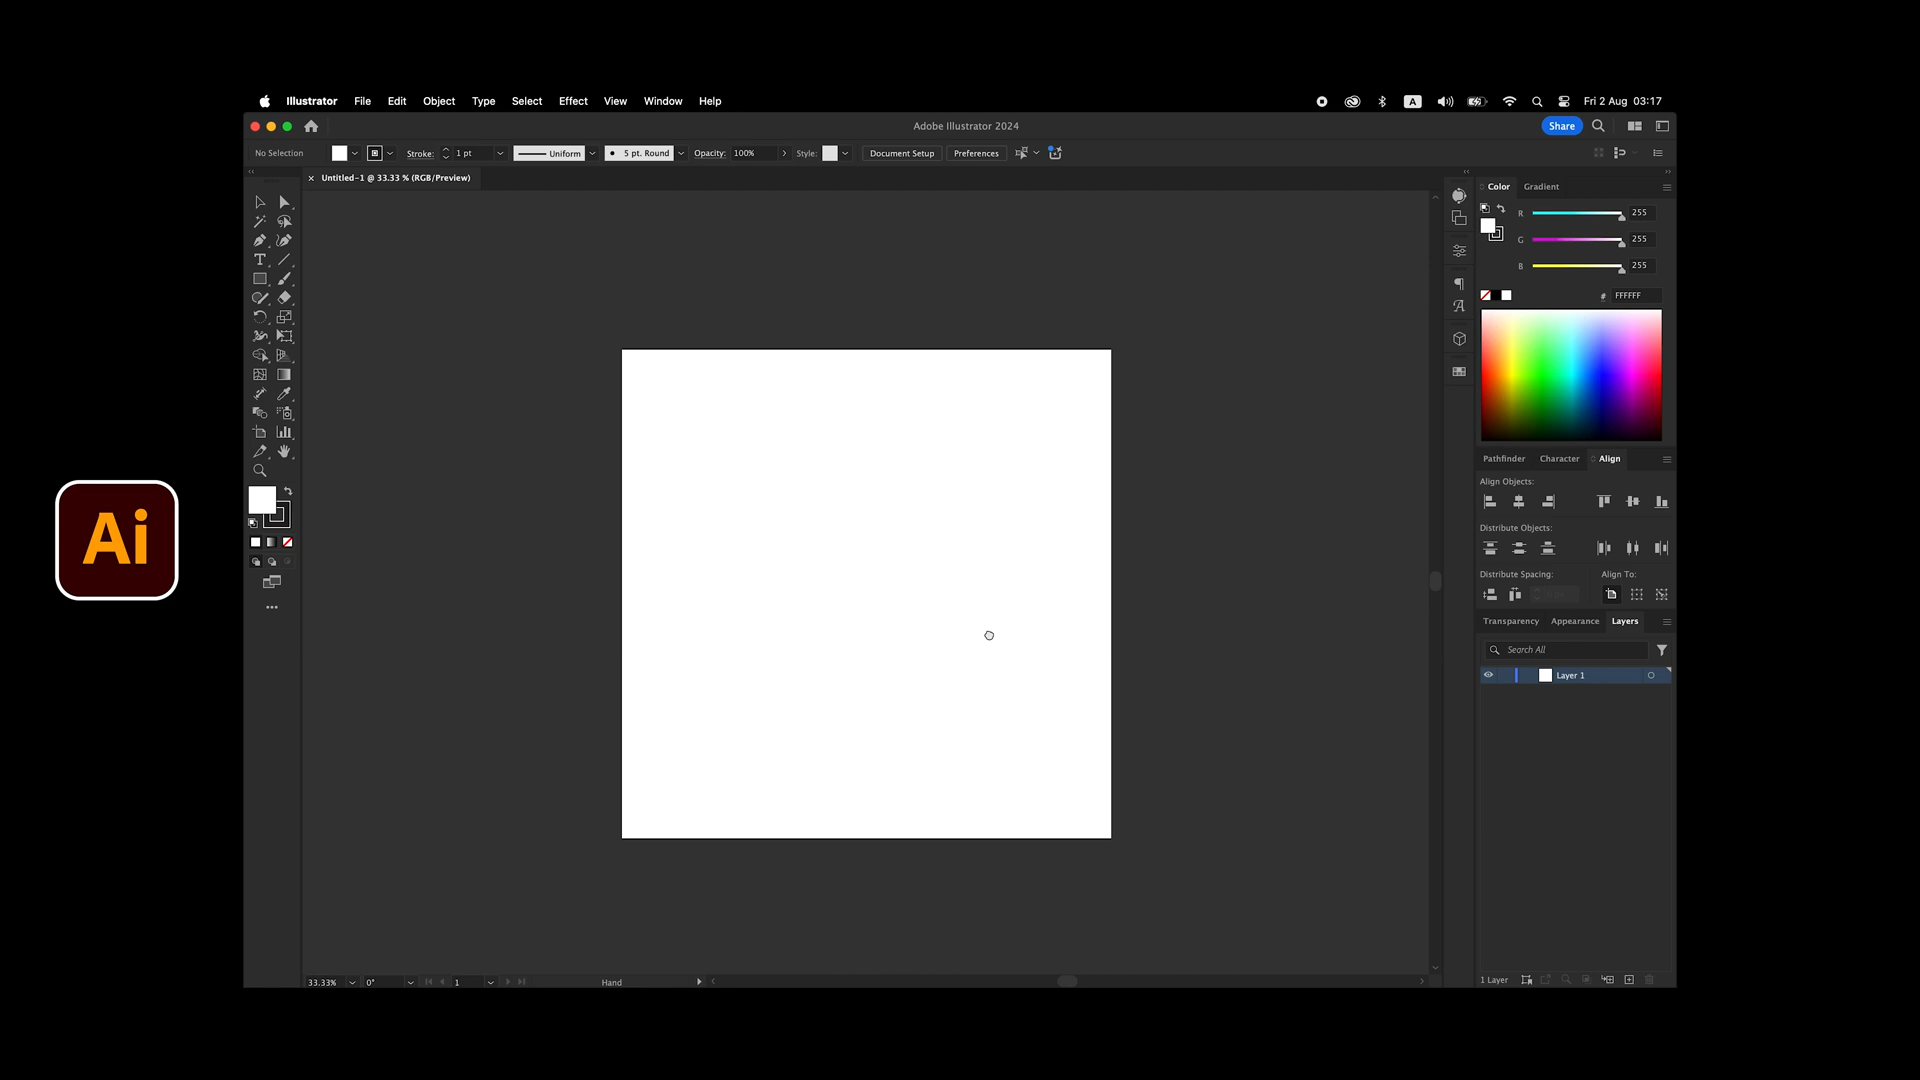 Illustrator File Edit Object Type Select Effect View Window Help
A
Fri 2 Aug 03:17
Adobe Illustrator 2024
Share
No Selection
Stroke: 1 pt
Uniform
5 pt. Round
Opacity: 100%
Style:
Document Setup
Preferences
Untitled-1 @ 33.33 % (RGB/Preview)
Color Gradient
R 255
G 255
B 255
# FFFFFF
Pathfinder Character Align
Align Objects:
Distribute Objects:
Distribute Spacing: Align To:
Transparency Appearance Layers
Search All
Layer 1
Ai
33.33% 0° 1 Hand
1 Layer